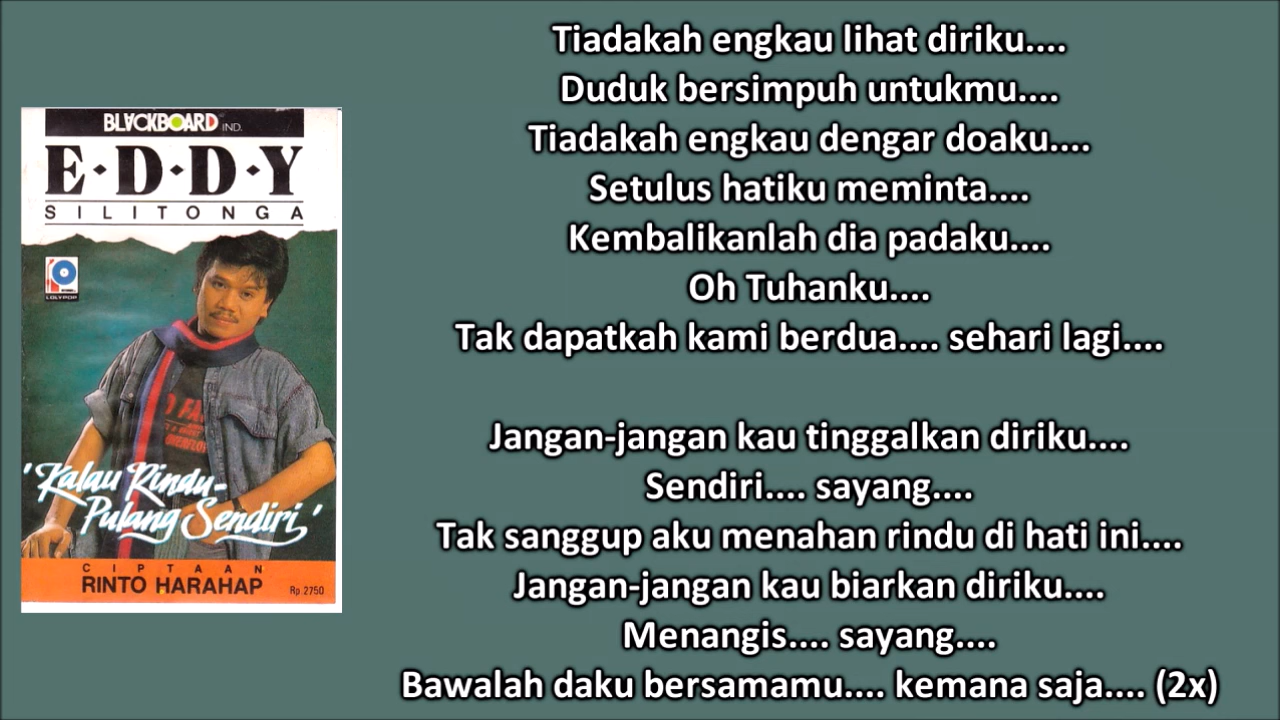 BLACKBOARD IND.
E·D·D·Y
SILITONGA
LOLYPOP
'Kalau Rindu-
Pulang Sendiri'
CIPTAAN
RINTO HARAHAP
Rp.2750
Tiadakah engkau lihat diriku....
Duduk bersimpuh untukmu....
Tiadakah engkau dengar doaku....
Setulus hatiku meminta....
Kembalikanlah dia padaku....
Oh Tuhanku....
Tak dapatkah kami berdua.... sehari lagi....
Jangan-jangan kau tinggalkan diriku....
Sendiri.... sayang....
Tak sanggup aku menahan rindu di hati ini....
Jangan-jangan kau biarkan diriku....
Menangis.... sayang....
Bawalah daku bersamamu.... kemana saja.... (2x)